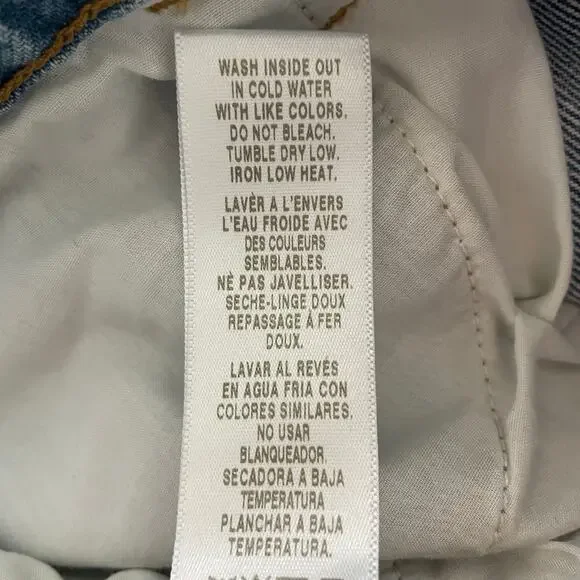 WASH INSIDE OUT
IN COLD WATER
WITH LIKE COLORS.
DO NOT BLEACH.
TUMBLE DRY LOW.
IRON LOW HEAT.
LAVÈR A L'ENVERS
L'EAU FROIDE AVEC
DES COULEURS
SEMBLABLES.
NÈ PAS JAVELLISER.
SECHE-LINGE DOUX
REPASSAGE À FER
DOUX.
LAVAR AL REVÉS
EN AGUA FRIA CON
COLORES SIMILARES.
NO USAR
BLANQUEADOR.
SECADORA A BAJA
TEMPERATURA
PLANCHAR A BAJA
TEMPERATURA.